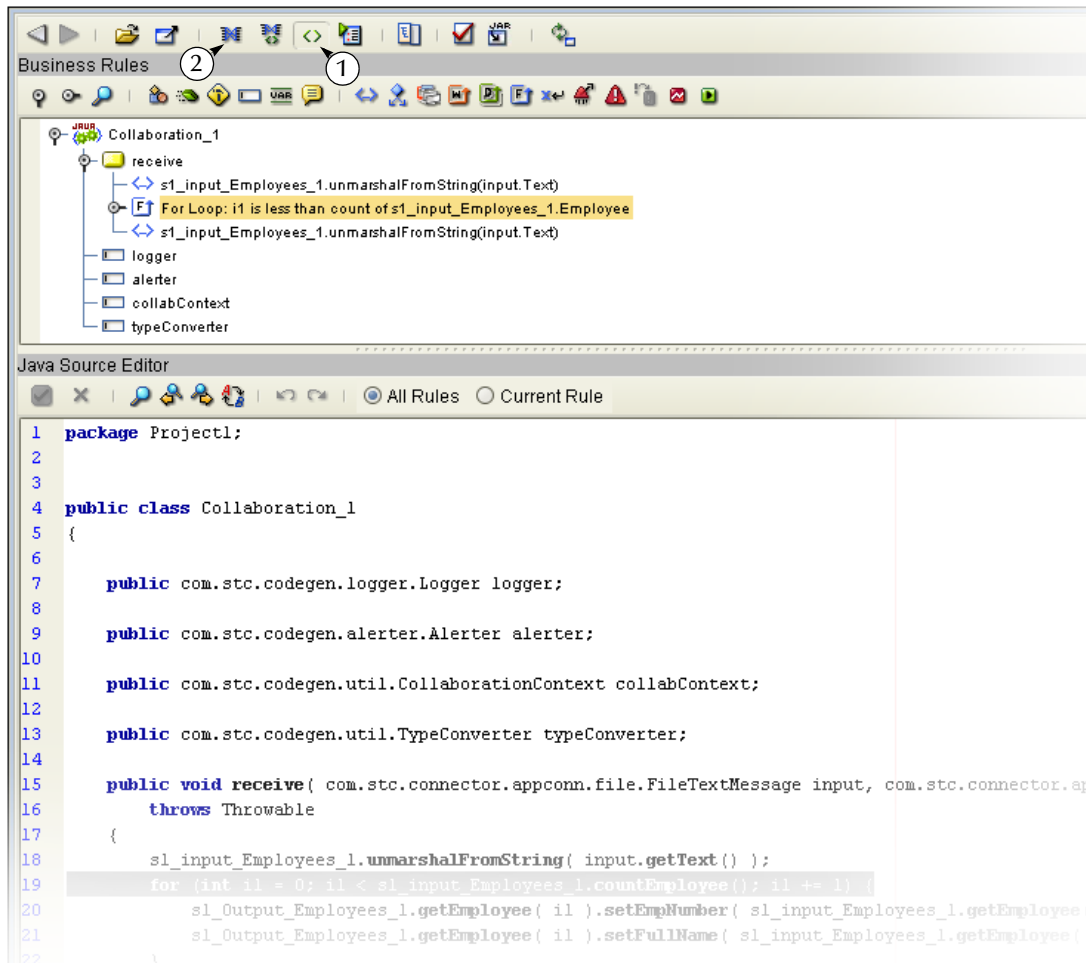 JAR
2
1
Business Rules
VAR
JAVA Collaboration_1
receive
s1_input_Employees_1.unmarshalFromString(input.Text)
F For Loop: i1 is less than count of s1_input_Employees_1.Employee
s1_input_Employees_1.unmarshalFromString(input.Text)
logger
alerter
collabContext
typeConverter
Java Source Editor
All Rules Current Rule
1 package Project1;
2
3
4 public class Collaboration_1
5 {
6
7 public com.stc.codegen.logger.Logger logger;
8
9 public com.stc.codegen.alerter.Alerter alerter;
10
11 public com.stc.codegen.util.CollaborationContext collabContext;
12
13 public com.stc.codegen.util.TypeConverter typeConverter;
14
15 public void receive( com.stc.connector.appconn.file.FileTextMessage input, com.stc.connector.ap
16 throws Throwable
17 {
18 s1_input_Employees_1.unmarshalFromString( input.getText() );
19 for (int i1 = 0; i1 < s1_input_Employees_1.countEmployee(); i1 += 1) {
20 s1_Output_Employees_1.getEmployee( i1 ).setEmpNumber( s1_input_Employees_1.getEmployee
21 s1_Output_Employees_1.getEmployee( i1 ).setFullName( s1_input_Employees_1.getEmployee(
22 }